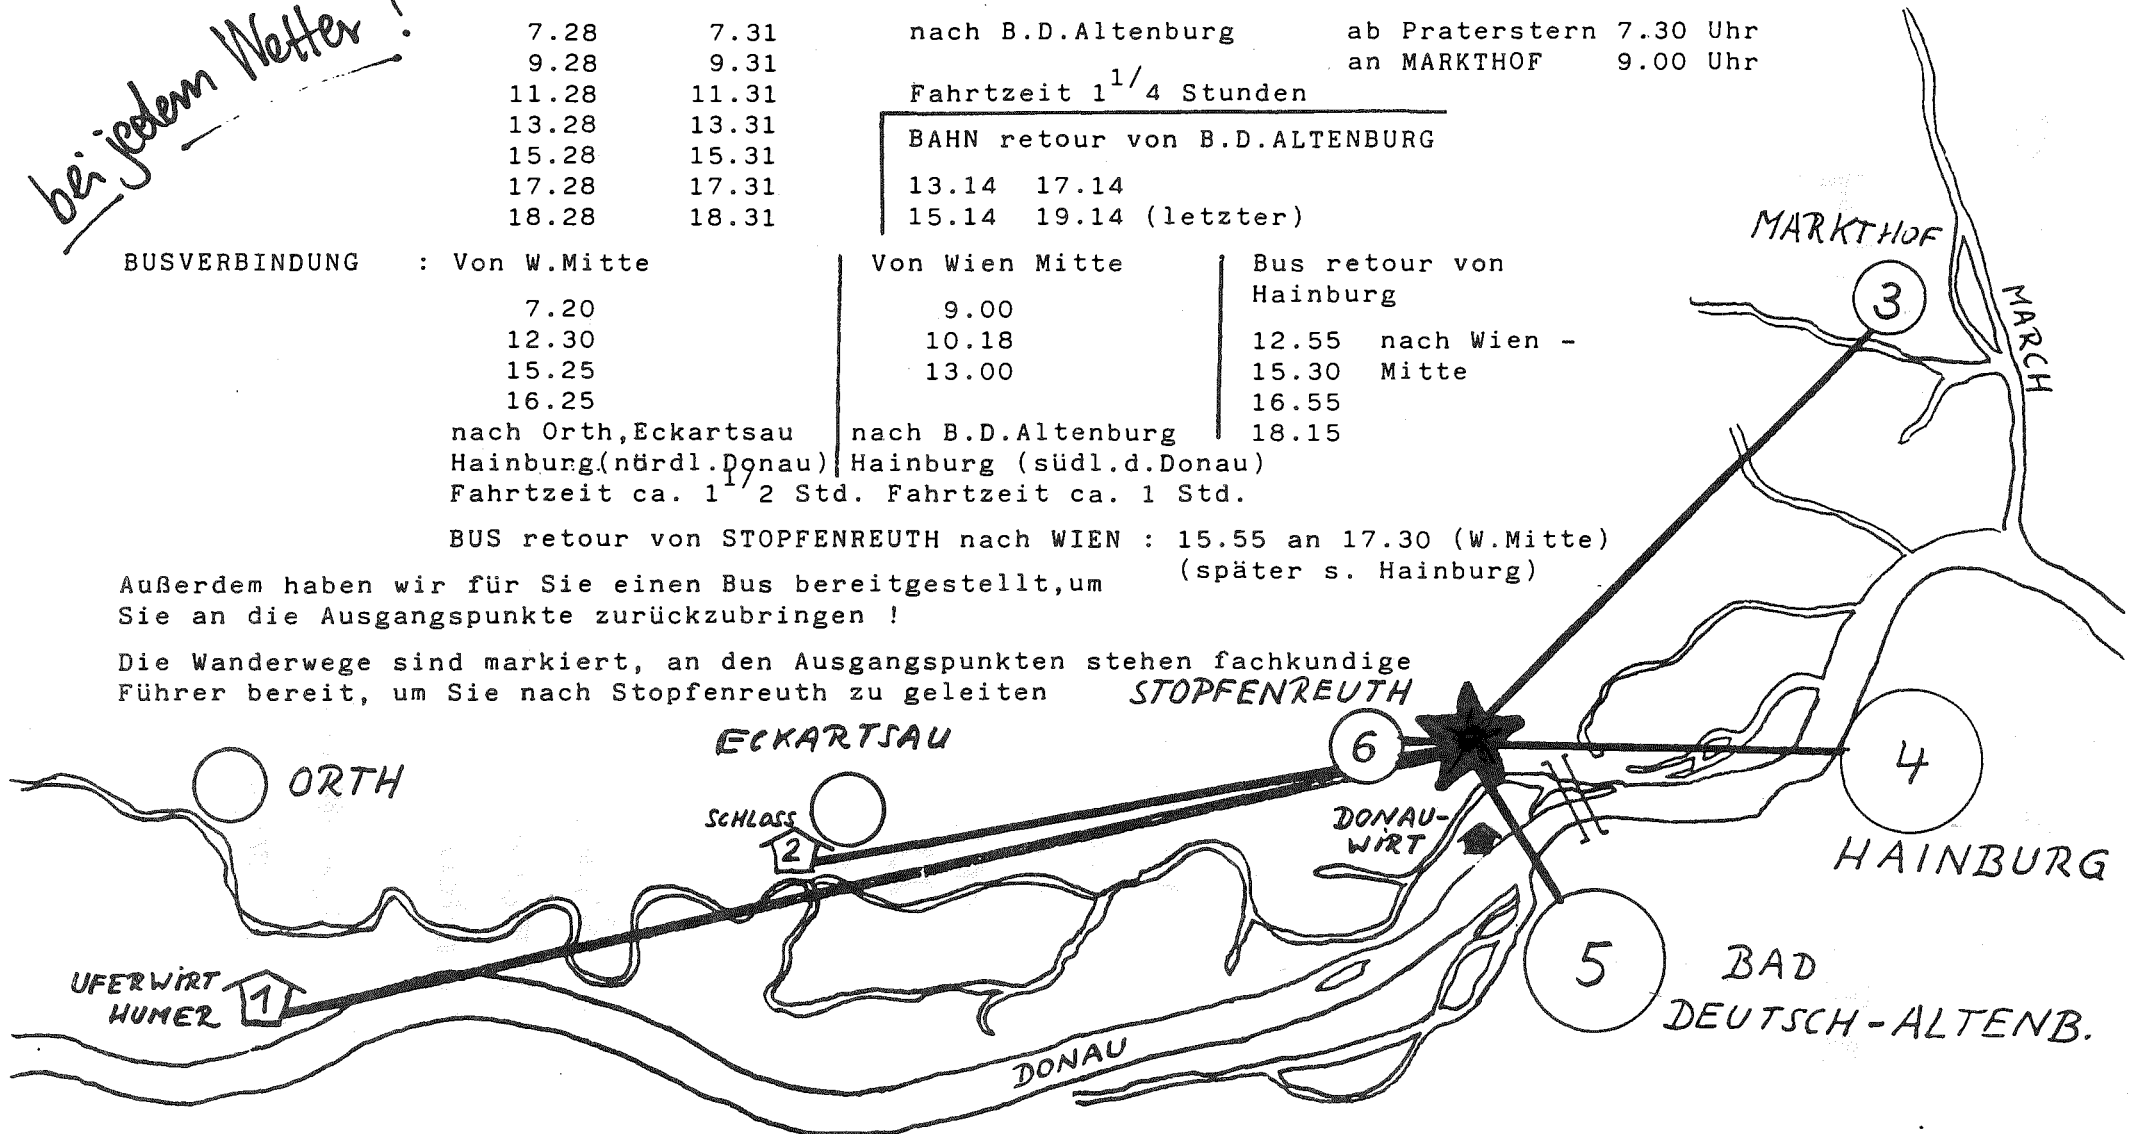 bei jedem Wetter !
7.28 7.31 nach B.D.Altenburg ab Praterstern 7.30 Uhr
9.28 9.31 an MARKTHOF 9.00 Uhr
11.28 11.31 Fahrtzeit 1 1/4 Stunden
13.28 13.31
BAHN retour von B.D.ALTENBURG
15.28 15.31
17.28 17.31 13.14 17.14
18.28 18.31 15.14 19.14 (letzter)
BUSVERBINDUNG : Von W.Mitte
7.20
12.30
15.25
16.25
nach Orth,Eckartsau
Hainburg.(nördl.Donau)
Fahrtzeit ca. 1 1/2 Std.
Von Wien Mitte
9.00
10.18
13.00
nach B.D.Altenburg
Hainburg (südl.d.Donau)
Fahrtzeit ca. 1 Std.
Bus retour von
Hainburg
12.55 nach Wien -
15.30 Mitte
16.55
18.15
BUS retour von STOPFENREUTH nach WIEN : 15.55 an 17.30 (W.Mitte)
(später s. Hainburg)
Außerdem haben wir für Sie einen Bus bereitgestellt,um
Sie an die Ausgangspunkte zurückzubringen !
Die Wanderwege sind markiert, an den Ausgangspunkten stehen fachkundige
Führer bereit, um Sie nach Stopfenreuth zu geleiten
MARKTHOF
3
MARCH
STOPFENREUTH
6
ECKARTSAU
ORTH
SCHLOSS
2
DONAU-
WIRT
4
HAINBURG
UFERWIRT
HUMER
1
5
BAD
DEUTSCH-ALTENB.
DONAU